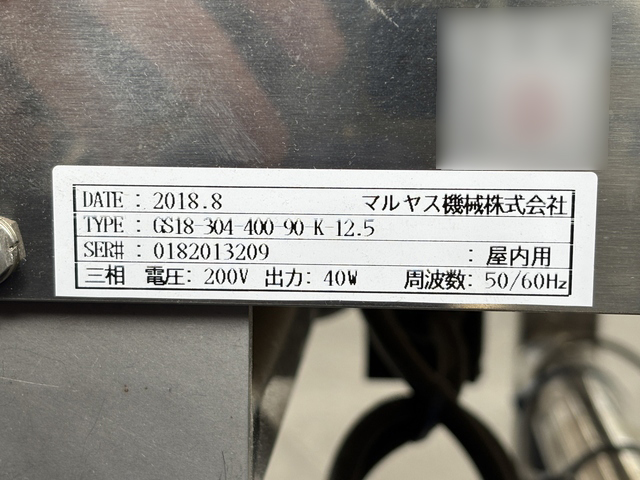 DATE : 2018.8 マルヤス機械株式会社
TYPE : GS18-304-400-90-K-12.5
SER# : 0182013209 : 屋内用
三相 電圧: 200V 出力: 40W 周波数: 50/60Hz